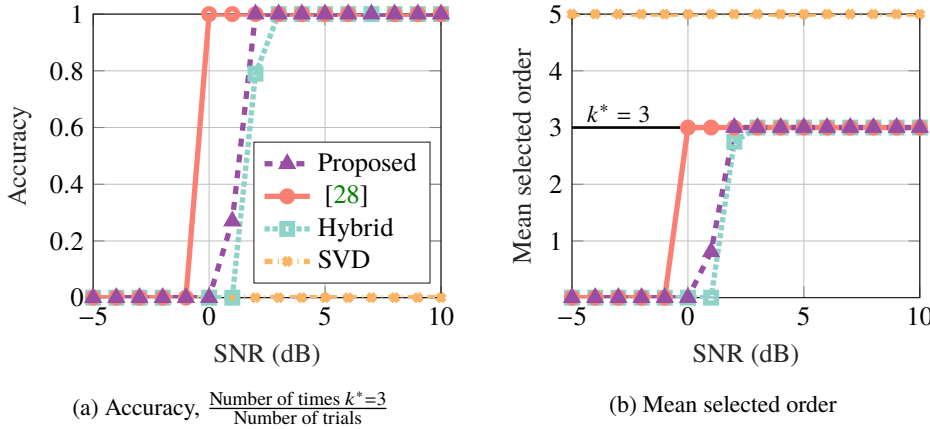 Accuracy
1
0.8
0.6
0.4
0.2
0
−5
0
5
10
SNR (dB)
Proposed
[28]
Hybrid
SVD
(a) Accuracy, Number of times k*=3 / Number of trials
Mean selected order
5
4
3
2
1
k* = 3
−5
0
5
10
SNR (dB)
(b) Mean selected order